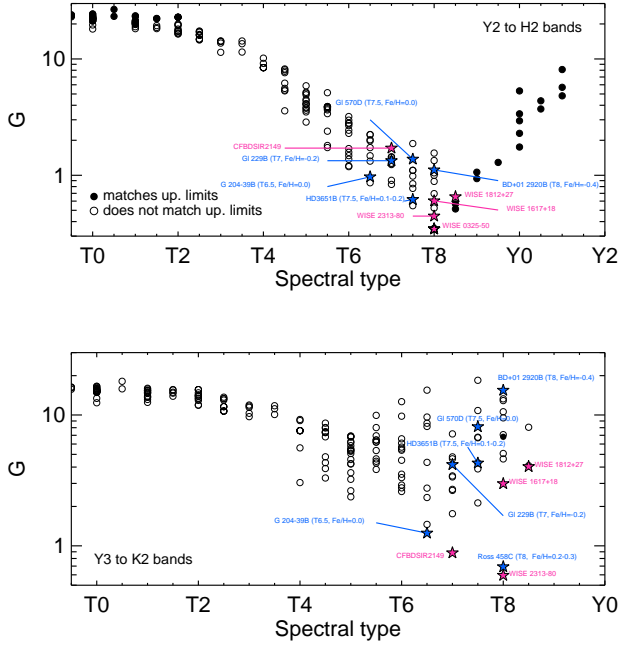 Y2 to H2 bands
10
1
G
Gl 570D (T7.5, Fe/H=0.0)
CFBDSIR2149
Gl 229B (T7, Fe/H=-0.2)
G 204-39B (T6.5, Fe/H=0.0)
BD+01 2920B (T8, Fe/H=-0.4)
HD3651B (T7.5, Fe/H=0.1-0.2)
WISE 1812+27
WISE 2313-80
WISE 1617+18
WISE 0325-50
matches up. limits
does not match up. limits
T0 T2 T4 T6 T8 Y0 Y2
Spectral type
BD+01 2920B (T8, Fe/H=-0.4)
10
1
G
Gl 570D (T7.5, Fe/H=0.0)
HD3651B (T7.5, Fe/H=0.1-0.2)
WISE 1812+27
WISE 1617+18
Gl 229B (T7, Fe/H=-0.2)
G 204-39B (T6.5, Fe/H=0.0)
CFBDSIR2149
Ross 458C (T8, Fe/H=0.2-0.3)
WISE 2313-80
Y3 to K2 bands
T0 T2 T4 T6 T8 Y0
Spectral type